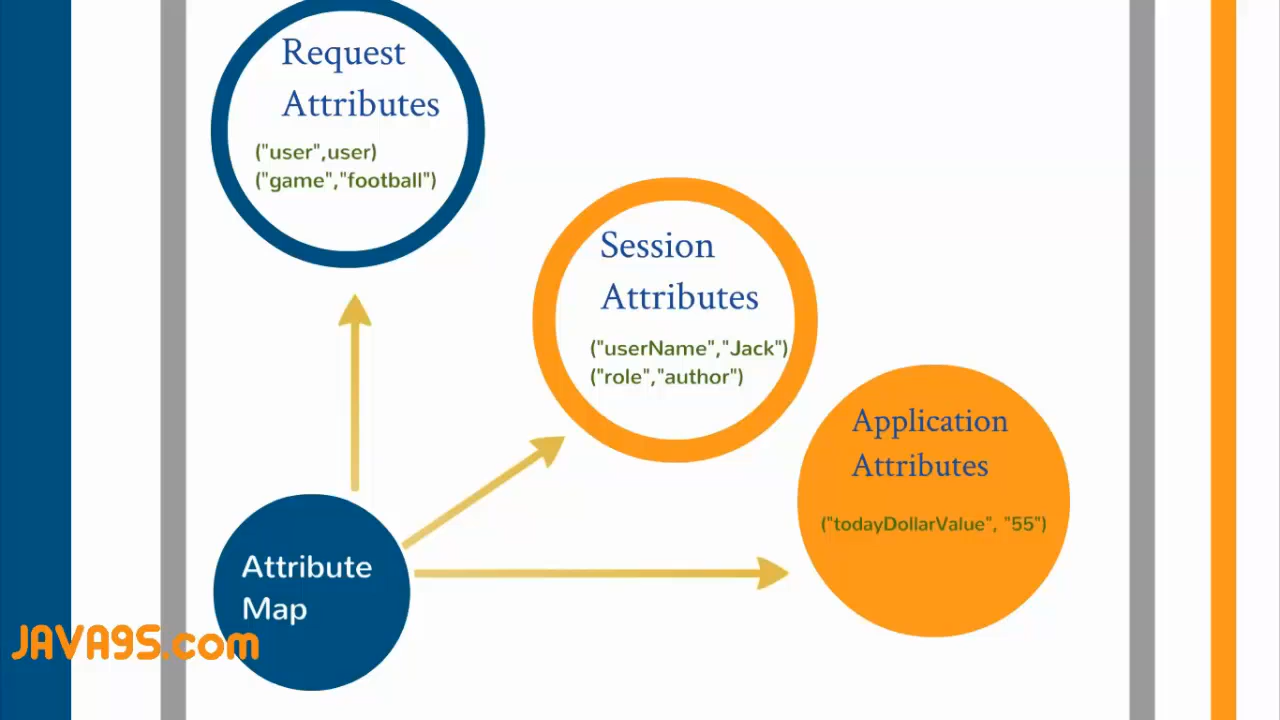 Request
Attributes
("user",user)
("game","football")
Session
Attributes
("userName","Jack")
("role","author")
Application
Attributes
("todayDollarValue", "55")
Attribute
Map
JAVA9S.com